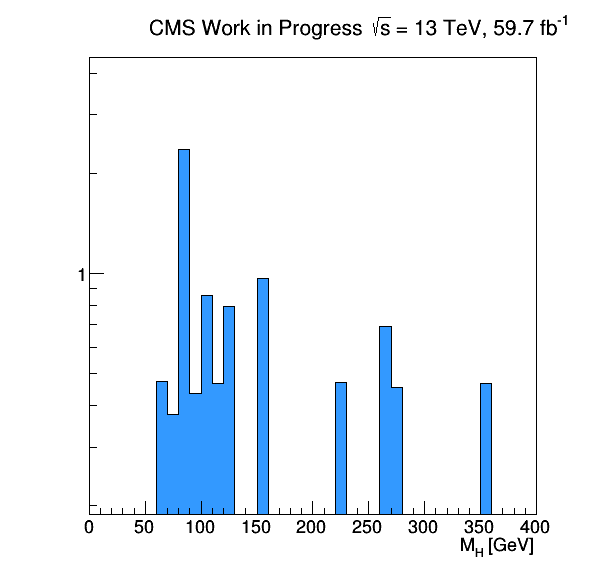 CMS Work in Progress √s = 13 TeV, 59.7 fb⁻¹
1
0 50 100 150 200 250 300 350 400
M_H [GeV]